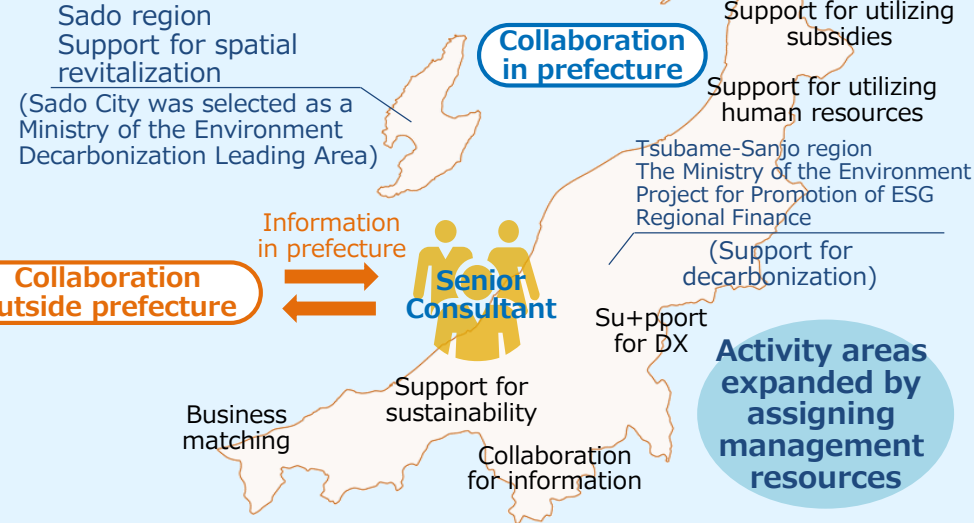 Sado region
Support for spatial
revitalization
(Sado City was selected as a
Ministry of the Environment
Decarbonization Leading Area)
Collaboration
in prefecture
Support for utilizing
subsidies
Support for utilizing
human resources
Tsubame-Sanjo region
The Ministry of the Environment
Project for Promotion of ESG
Regional Finance
(Support for
decarbonization)
Information
in prefecture
Collaboration
utside prefecture
Senior
Consultant
Su+pport
for DX
Activity areas
expanded by
assigning
management
resources
Support for
sustainability
Business
matching
Collaboration
for information